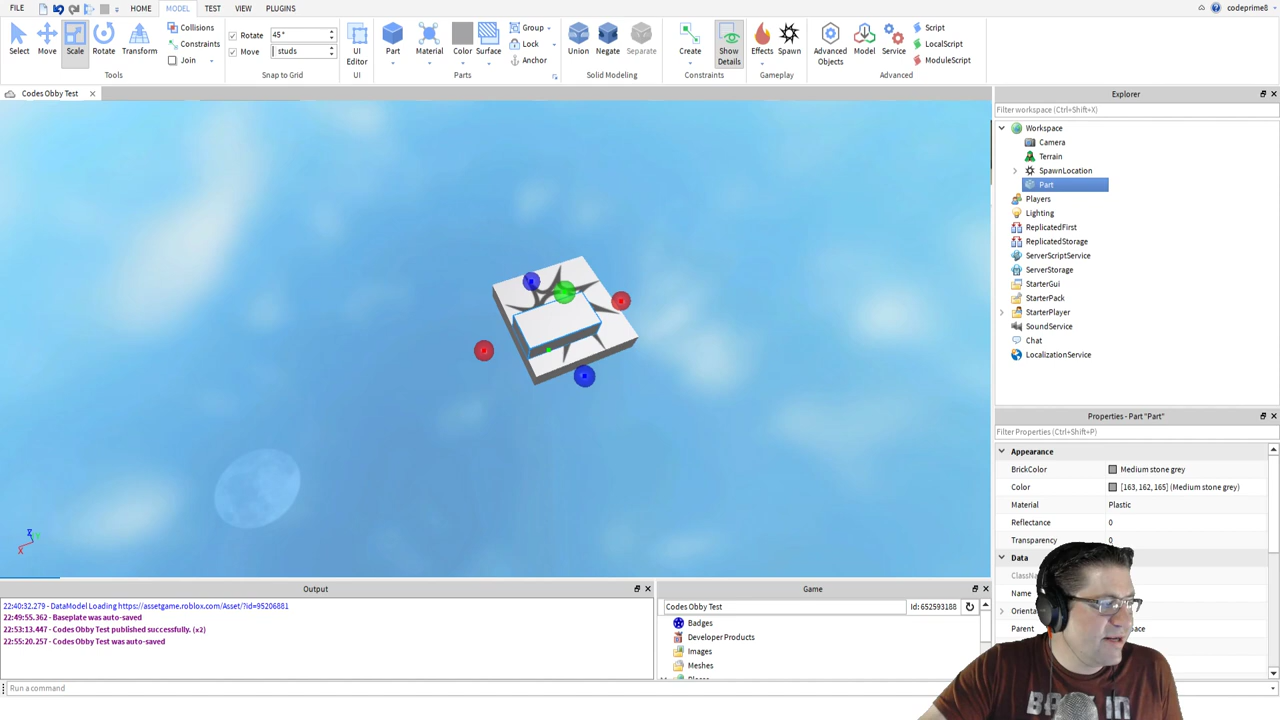 FILE HOME MODEL TEST VIEW PLUGINS codeprime8
Select Move Scale Rotate Transform
Collisions
Constraints
Join
Tools
Rotate 45°
Move studs
Snap to Grid
UI
Editor
UI
Part Material Color Surface
Group
Lock
Anchor
Parts
Union Negate Separate
Solid Modeling
Create Show
Details
Constraints
Effects Spawn
Gameplay
Advanced
Objects
Model Service
Script
LocalScript
ModuleScript
Advanced
Codes Obby Test
Explorer
Filter workspace (Ctrl+Shift+X)
Workspace
Camera
Terrain
SpawnLocation
Part
Players
Lighting
ReplicatedFirst
ReplicatedStorage
ServerScriptService
ServerStorage
StarterGui
StarterPack
StarterPlayer
SoundService
Chat
LocalizationService
Properties - Part "Part"
Filter Properties (Ctrl+Shift+P)
Appearance
BrickColor Medium stone grey
Color [163, 162, 165] (Medium stone grey)
Material Plastic
Reflectance 0
Transparency 0
Data
Name
Parent
X
Output
22:40:32.279 - DataModel Loading https://assetgame.roblox.com/Asset/?id=95206881
22:49:55.362 - Baseplate was auto-saved
22:53:13.447 - Codes Obby Test published successfully. (x2)
22:55:20.257 - Codes Obby Test was auto-saved
Game
Codes Obby Test Id: 652593188
Badges
Developer Products
Images
Meshes
Run a command
BACK IN